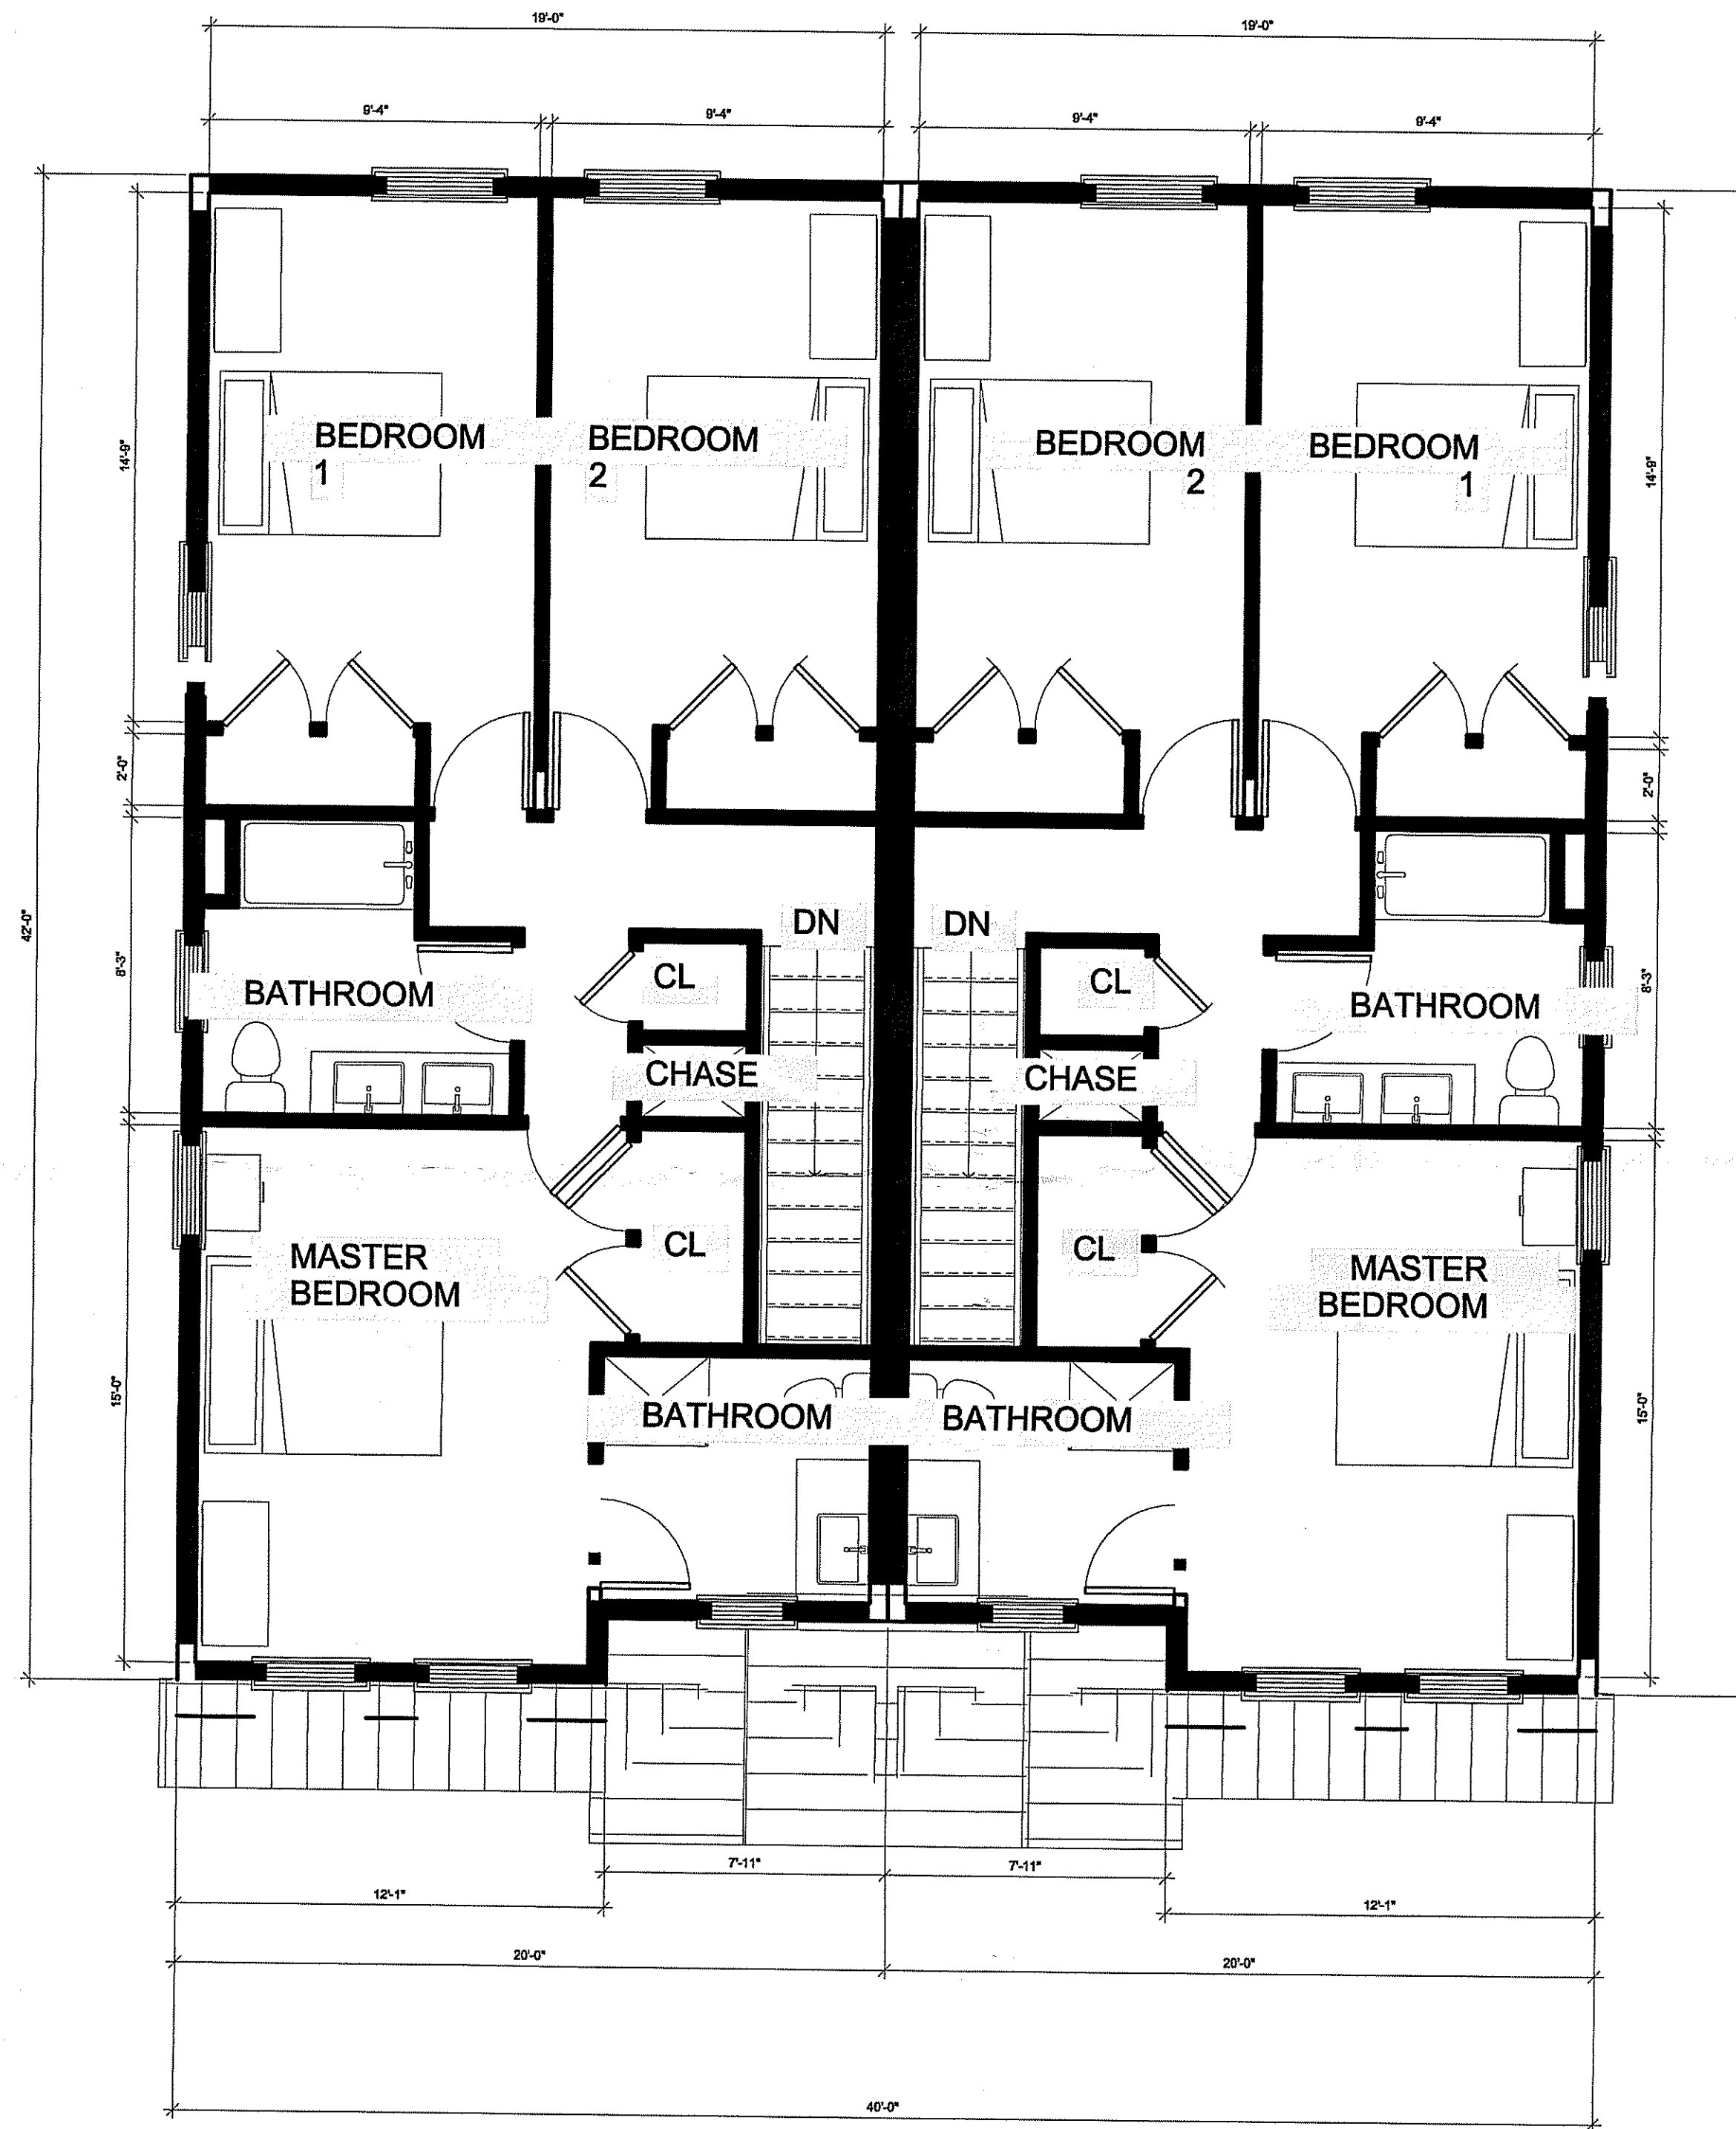 19'-0"
19'-0"
9'-4"
9'-4"
9'-4"
9'-4"
BEDROOM
1
BEDROOM
2
BEDROOM
2
BEDROOM
1
14'-9"
14'-9"
2'-0"
2'-0"
42'-0"
DN
DN
CL
CL
BATHROOM
BATHROOM
8'-3"
8'-3"
CHASE
CHASE
CL
CL
MASTER
BEDROOM
MASTER
BEDROOM
15'-0"
15'-0"
BATHROOM
BATHROOM
7'-11"
7'-11"
12'-1"
12'-1"
20'-0"
20'-0"
40'-0"